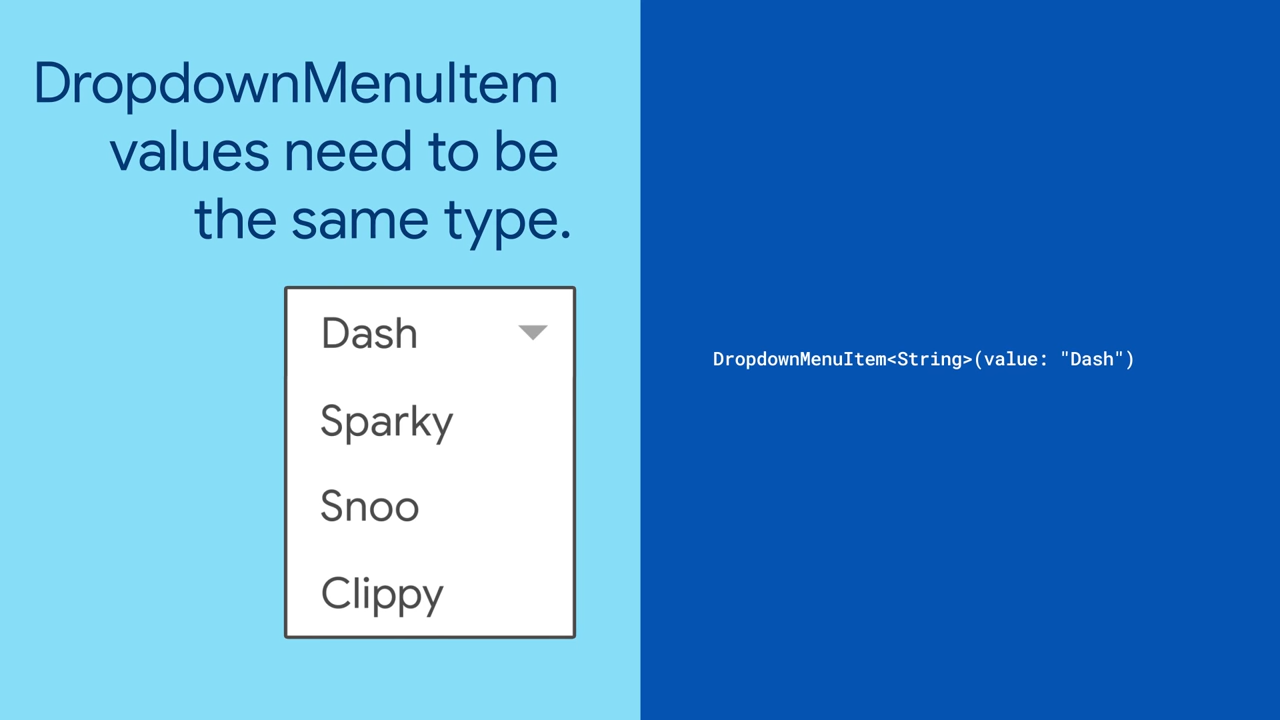 DropdownMenuItem
values need to be
the same type.
Dash
Sparky
Snoo
Clippy
DropdownMenuItem<String>(value: "Dash")